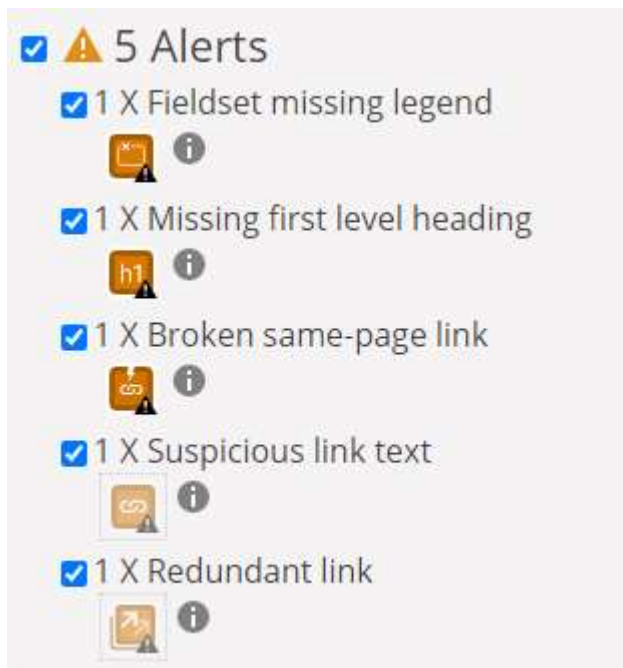 5 Alerts
1 X Fieldset missing legend
1 X Missing first level heading
h1
1 X Broken same-page link
1 X Suspicious link text
1 X Redundant link